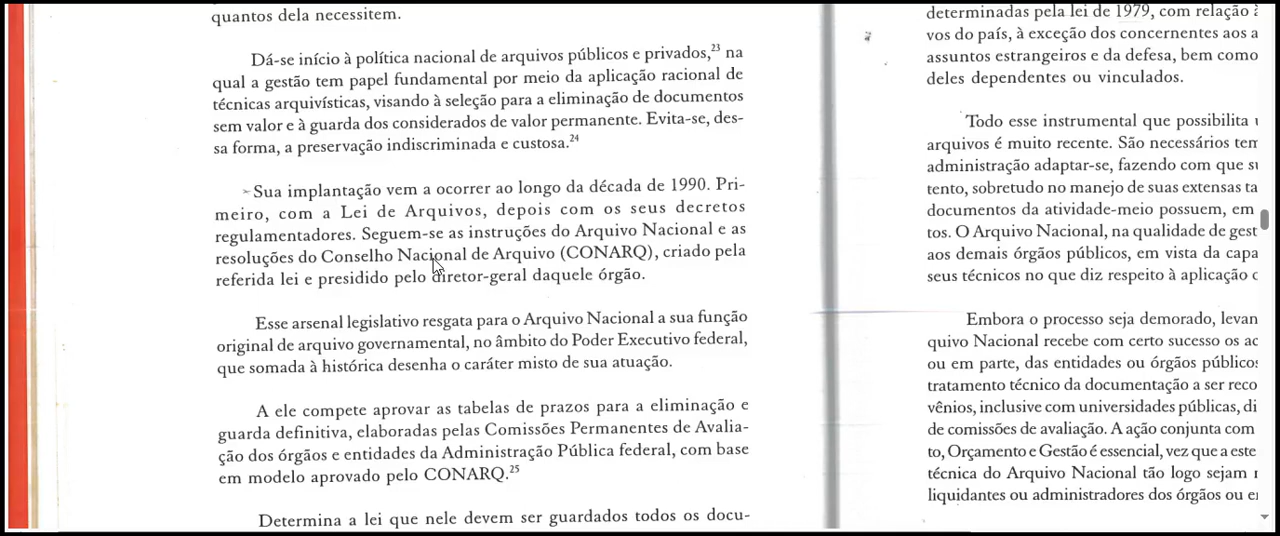 quantos dela necessitem.
Dá-se início à política nacional de arquivos públicos e privados,²³ na
qual a gestão tem papel fundamental por meio da aplicação racional de
técnicas arquivísticas, visando à seleção para a eliminação de documentos
sem valor e à guarda dos considerados de valor permanente. Evita-se, des-
sa forma, a preservação indiscriminada e custosa.²⁴
Sua implantação vem a ocorrer ao longo da década de 1990. Pri-
meiro, com a Lei de Arquivos, depois com os seus decretos
regulamentadores. Seguem-se as instruções do Arquivo Nacional e as
resoluções do Conselho Nacional de Arquivo (CONARQ), criado pela
referida lei e presidido pelo diretor-geral daquele órgão.
Esse arsenal legislativo resgata para o Arquivo Nacional a sua função
original de arquivo governamental, no âmbito do Poder Executivo federal,
que somada à histórica desenha o caráter misto de sua atuação.
A ele compete aprovar as tabelas de prazos para a eliminação e
guarda definitiva, elaboradas pelas Comissões Permanentes de Avalia-
ção dos órgãos e entidades da Administração Pública federal, com base
em modelo aprovado pelo CONARQ.²⁵
Determina a lei que nele devem ser guardados todos os docu-
determinadas pela lei de 1979, com relação
vos do país, à exceção dos concernentes aos a
assuntos estrangeiros e da defesa, bem como
deles dependentes ou vinculados.
Todo esse instrumental que possibilita
arquivos é muito recente. São necessários
administração adaptar-se, fazendo com que
tento, sobretudo no manejo de suas extensas ta
documentos da atividade-meio possuem, em
tos. O Arquivo Nacional, na qualidade de gest
aos demais órgãos públicos, em vista da capa
seus técnicos no que diz respeito à aplicação
Embora o processo seja demorado, levan
quivo Nacional recebe com certo sucesso os
ou em parte, das entidades ou órgãos públicos
tratamento técnico da documentação a ser reco
vênios, inclusive com universidades públicas, di
de comissões de avaliação. A ação conjunta com
to, Orçamento e Gestão é essencial, vez que a este
técnica do Arquivo Nacional tão logo sejam
liquidantes ou administradores dos órgãos ou